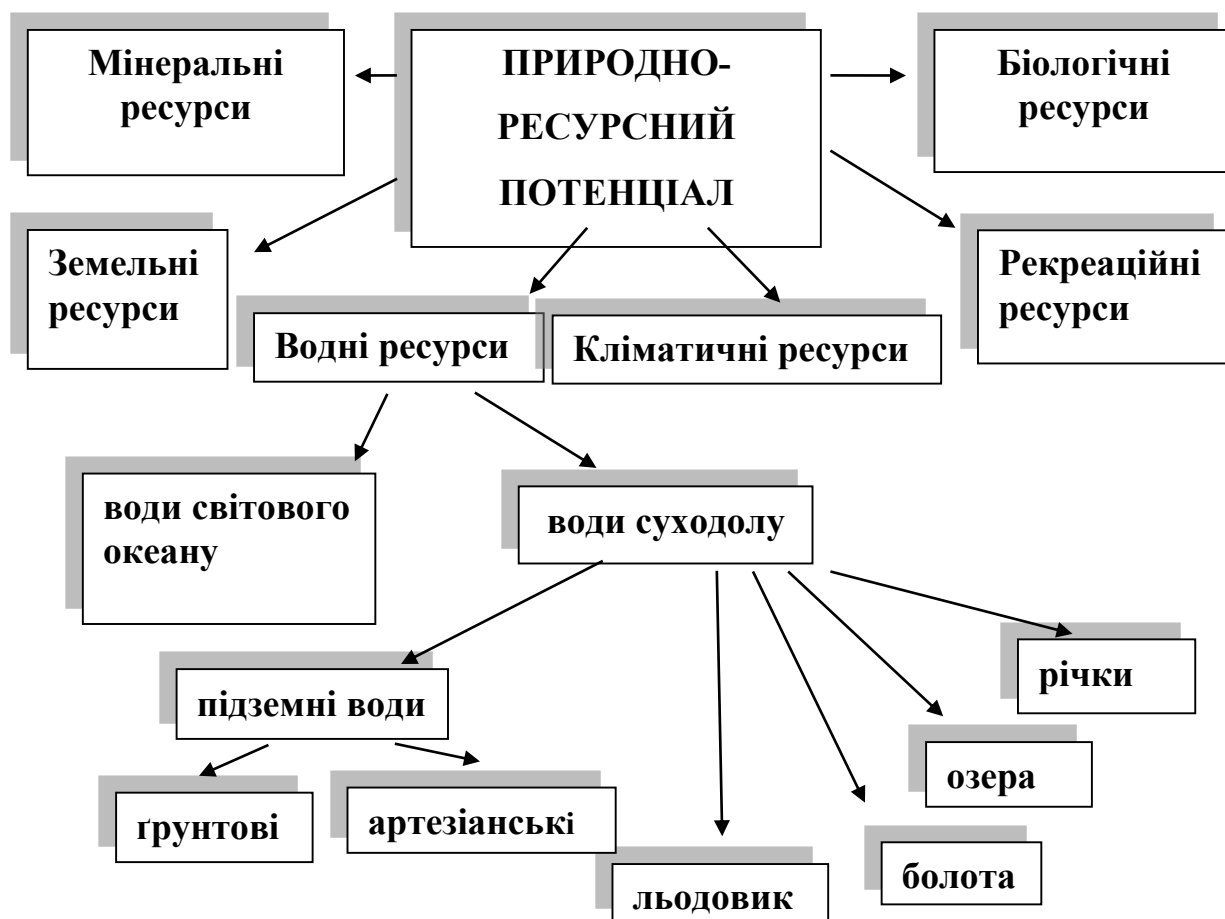 Мінеральні
ресурси
ПРИРОДНО-
РЕСУРСНИЙ
ПОТЕНЦІАЛ
Біологічні
ресурси
Земельні
ресурси
Рекреаційні
ресурси
Водні ресурси
Кліматичні ресурси
води світового
океану
води суходолу
підземні води
річки
ґрунтові
артезіанські
озера
болота
льодовик